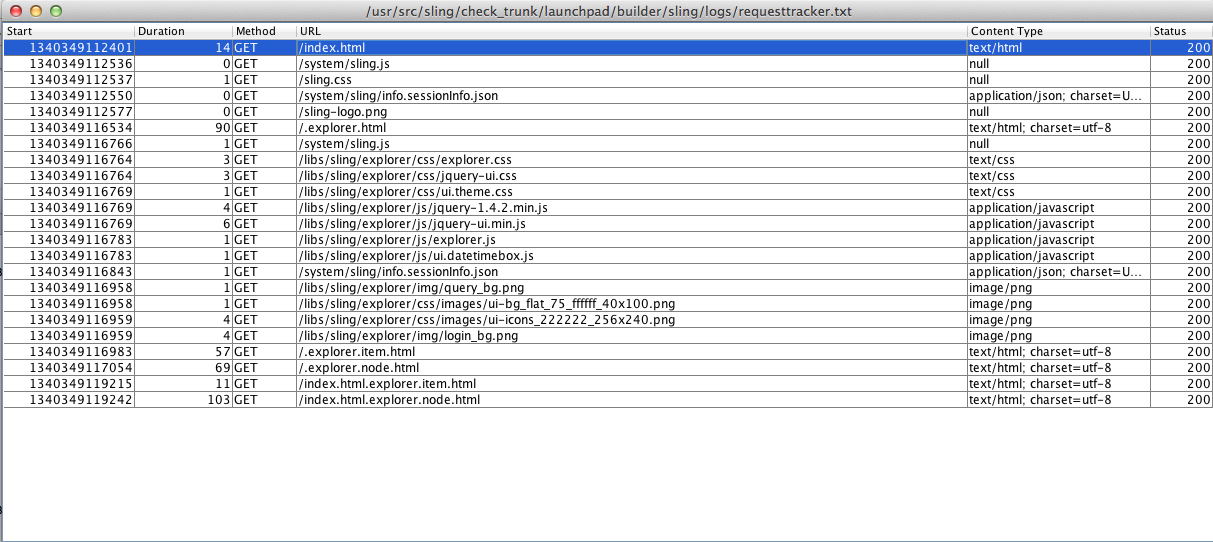 /usr/src/sling/check_trunk/launchpad/builder/sling/logs/requesttracker.txt
Start Duration Method URL Content Type Status
1340349112401 14 GET /index.html text/html 200
1340349112536 0 GET /system/sling.js null 200
1340349112537 1 GET /sling.css null 200
1340349112550 0 GET /system/sling/info.sessionInfo.json application/json; charset=U... 200
1340349112577 0 GET /sling-logo.png null 200
1340349116534 90 GET /.explorer.html text/html; charset=utf-8 200
1340349116766 1 GET /system/sling.js null 200
1340349116764 3 GET /libs/sling/explorer/css/explorer.css text/css 200
1340349116764 3 GET /libs/sling/explorer/css/jquery-ui.css text/css 200
1340349116769 1 GET /libs/sling/explorer/css/ui.theme.css text/css 200
1340349116769 4 GET /libs/sling/explorer/js/jquery-1.4.2.min.js application/javascript 200
1340349116769 6 GET /libs/sling/explorer/js/jquery-ui.min.js application/javascript 200
1340349116783 1 GET /libs/sling/explorer/js/explorer.js application/javascript 200
1340349116783 1 GET /libs/sling/explorer/js/ui.datetimebox.js application/javascript 200
1340349116843 1 GET /system/sling/info.sessionInfo.json application/json; charset=U... 200
1340349116958 1 GET /libs/sling/explorer/img/query_bg.png image/png 200
1340349116958 1 GET /libs/sling/explorer/css/images/ui-bg_flat_75_ffffff_40x100.png image/png 200
1340349116959 4 GET /libs/sling/explorer/css/images/ui-icons_222222_256x240.png image/png 200
1340349116959 4 GET /libs/sling/explorer/img/login_bg.png image/png 200
1340349116983 57 GET /.explorer.item.html text/html; charset=utf-8 200
1340349117054 69 GET /.explorer.node.html text/html; charset=utf-8 200
1340349119215 11 GET /index.html.explorer.item.html text/html; charset=utf-8 200
1340349119242 103 GET /index.html.explorer.node.html text/html; charset=utf-8 200